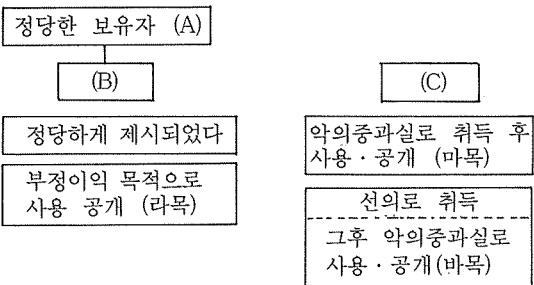 정당한 보유자 (A)
(B)
(C)
정당하게 제시되었다
부정이익 목적으로
사용 공개 (라목)
악의중과실로 취득 후
사용·공개 (마목)
선의로 취득
그후 악의중과실로
사용·공개(바목)